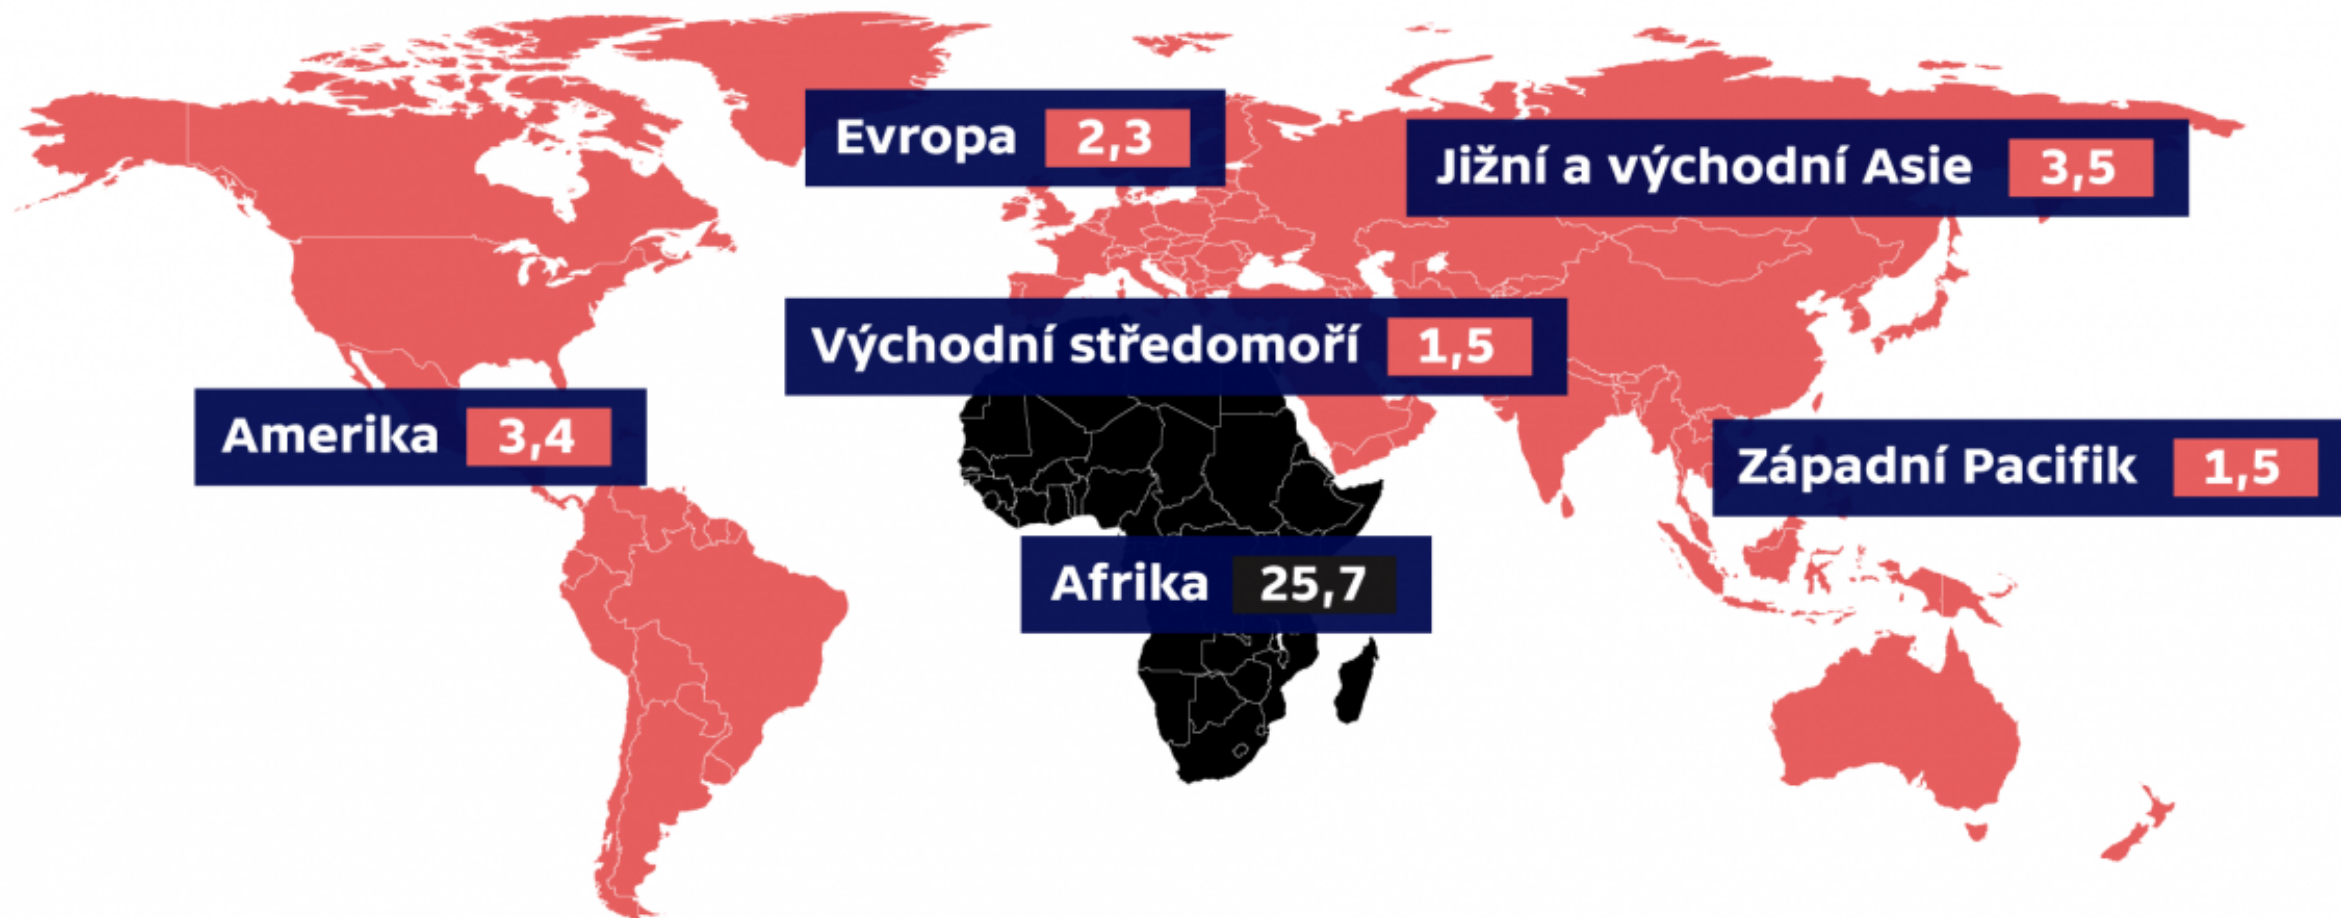 Evropa 2,3
Jižní a východní Asie 3,5
Východní středomoří 1,5
Amerika 3,4
Západní Pacifik 1,5
Afrika 25,7